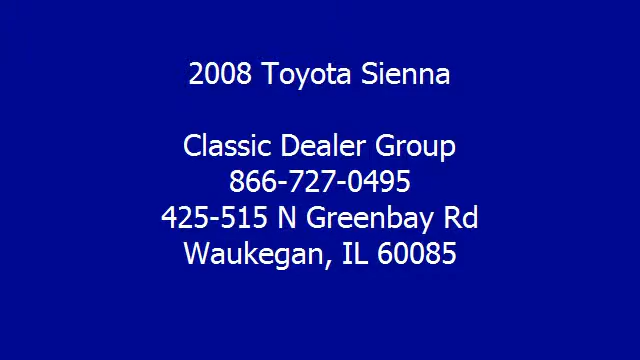 2008 Toyota Sienna
Classic Dealer Group
866-727-0495
425-515 N Greenbay Rd
Waukegan, IL 60085